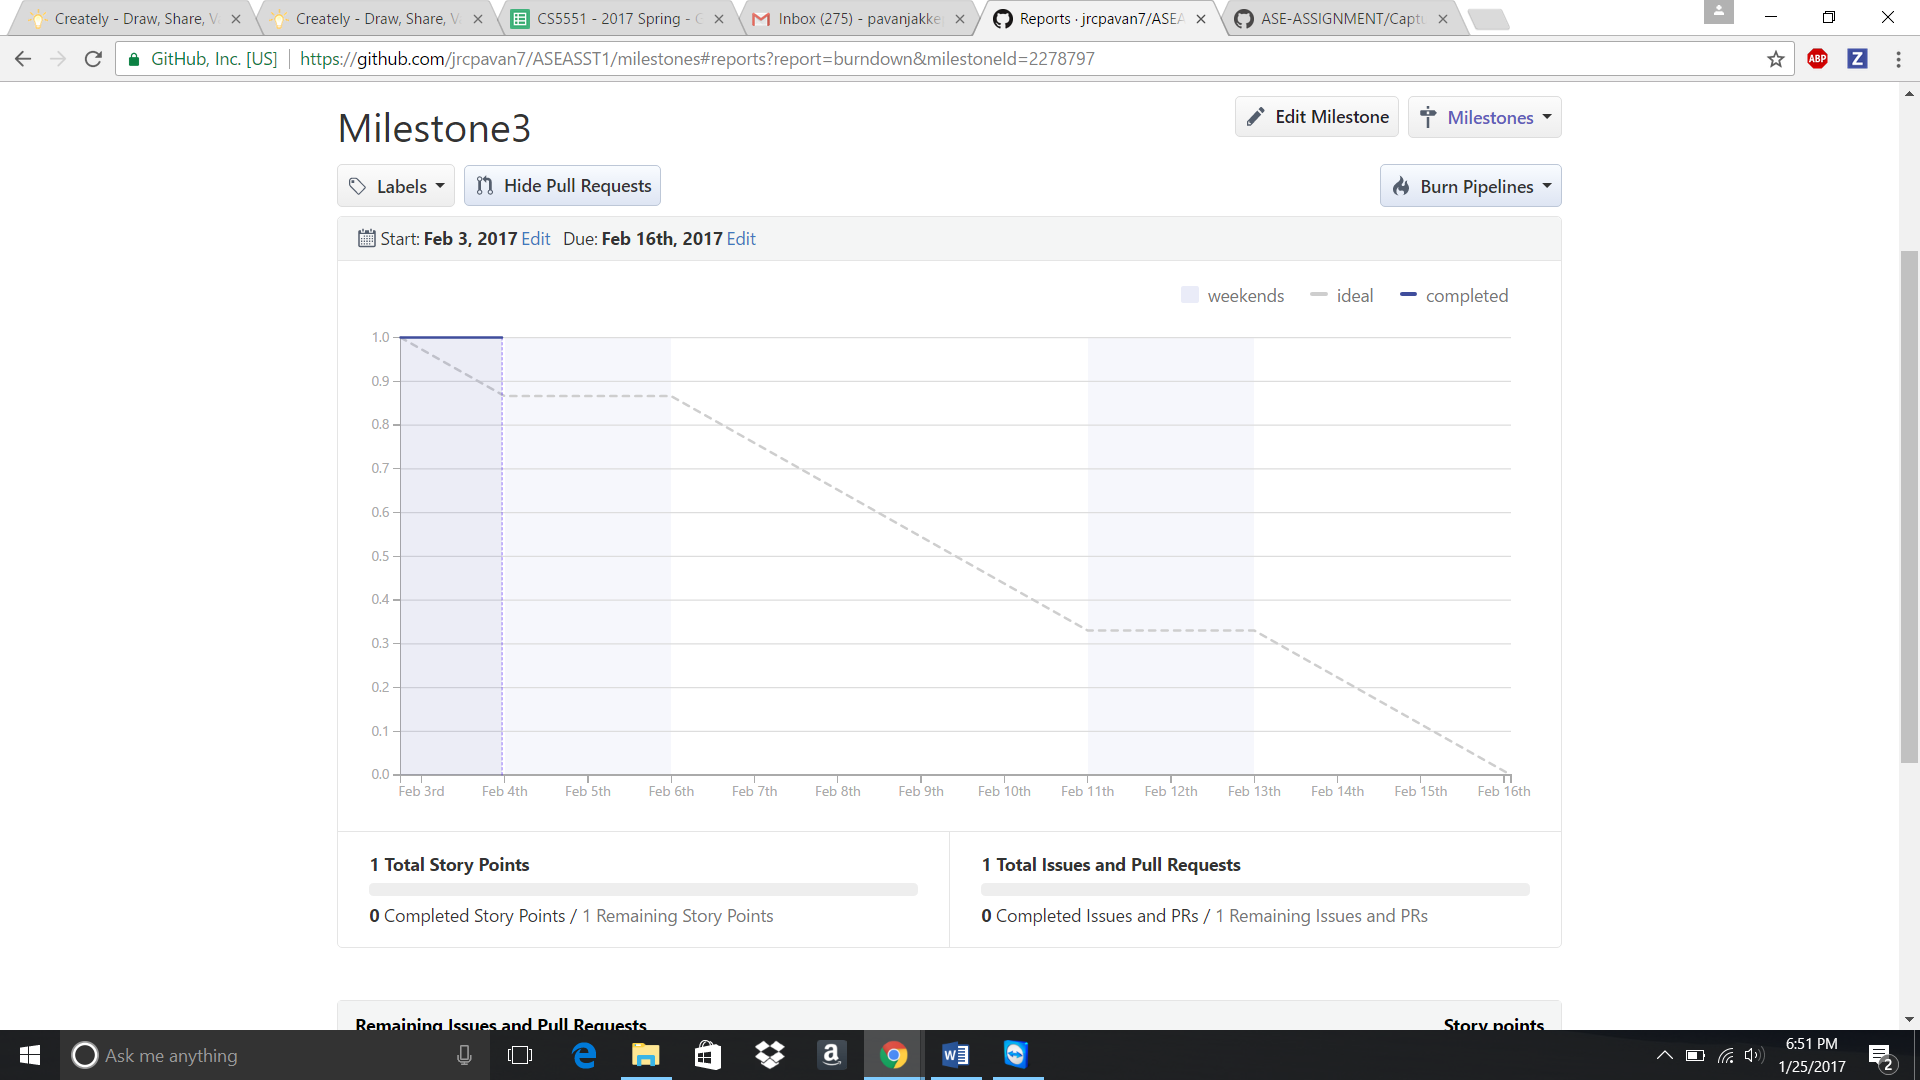 Creately - Draw, Share, V
Creately - Draw, Share, V
CS5551 - 2017 Spring - G
Inbox (275) - pavanjakke
Reports · jrcpavan7/ASEA
ASE-ASSIGNMENT/Captu
GitHub, Inc. [US] https://github.com/jrcpavan7/ASEASST1/milestones#reports?report=burndown&milestoneId=2278797
ABP
Z
Milestone3
Edit Milestone
Milestones
Labels
Hide Pull Requests
Burn Pipelines
Start: Feb 3, 2017 Edit Due: Feb 16th, 2017 Edit
weekends ideal completed
1.0
0.9
0.8
0.7
0.6
0.5
0.4
0.3
0.2
0.1
0.0
Feb 3rd Feb 4th Feb 5th Feb 6th Feb 7th Feb 8th Feb 9th Feb 10th Feb 11th Feb 12th Feb 13th Feb 14th Feb 15th Feb 16th
1 Total Story Points
0 Completed Story Points / 1 Remaining Story Points
1 Total Issues and Pull Requests
0 Completed Issues and PRs / 1 Remaining Issues and PRs
Remaining Issues and Pull Requests Story points
Ask me anything
6:51 PM
1/25/2017
2